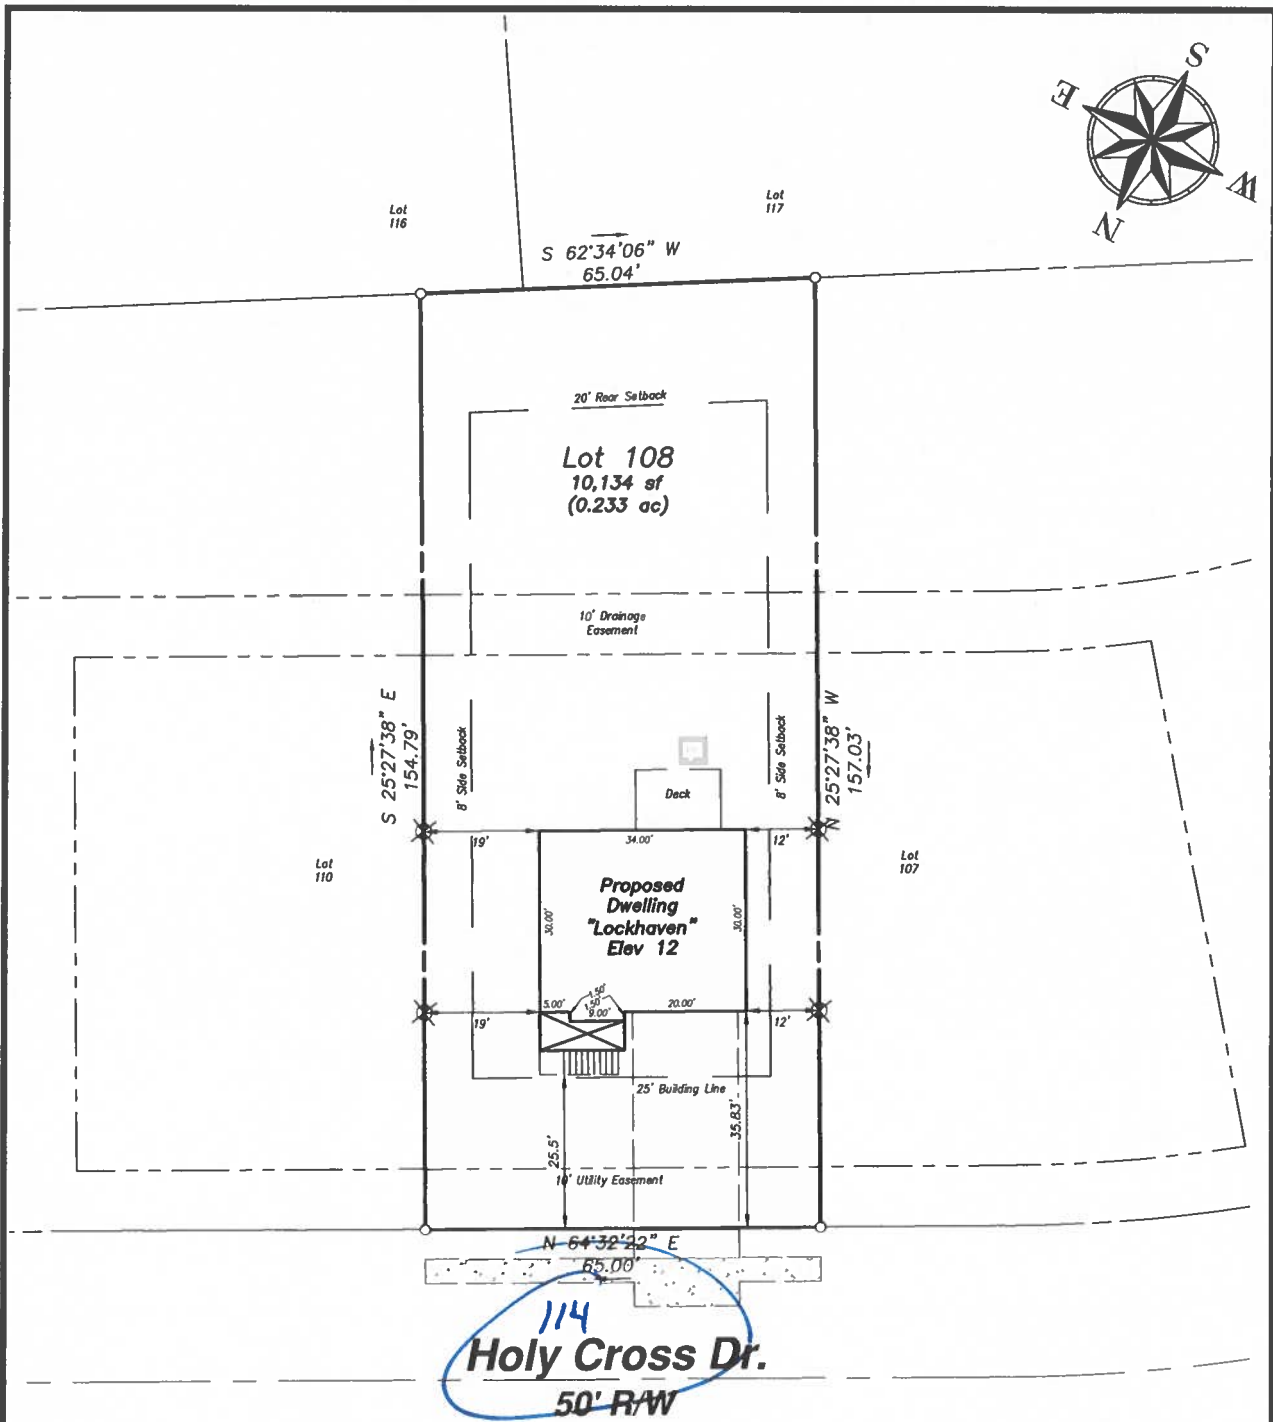 S
E
W
N
Lot
116
Lot
117
S 62°34'06" W
65.04'
20' Rear Setback
Lot 108
10,134 sf
(0.233 ac)
10' Drainage
Easement
S 25°27'38" E
154.79'
8' Side Setback
8' Side Setback
N 25°27'38" W
157.03'
Deck
19'
34.00'
12'
Lot
110
Lot
107
Proposed
Dwelling
"Lockhaven"
Elev 12
30.00'
30.00'
1.50'
1.50'
5.00'
9.00'
20.00'
19'
12'
25' Building Line
25.5'
35.83'
10' Utility Easement
N 64°32'22" E
65.00'
114
Holy Cross Dr.
50' R/W